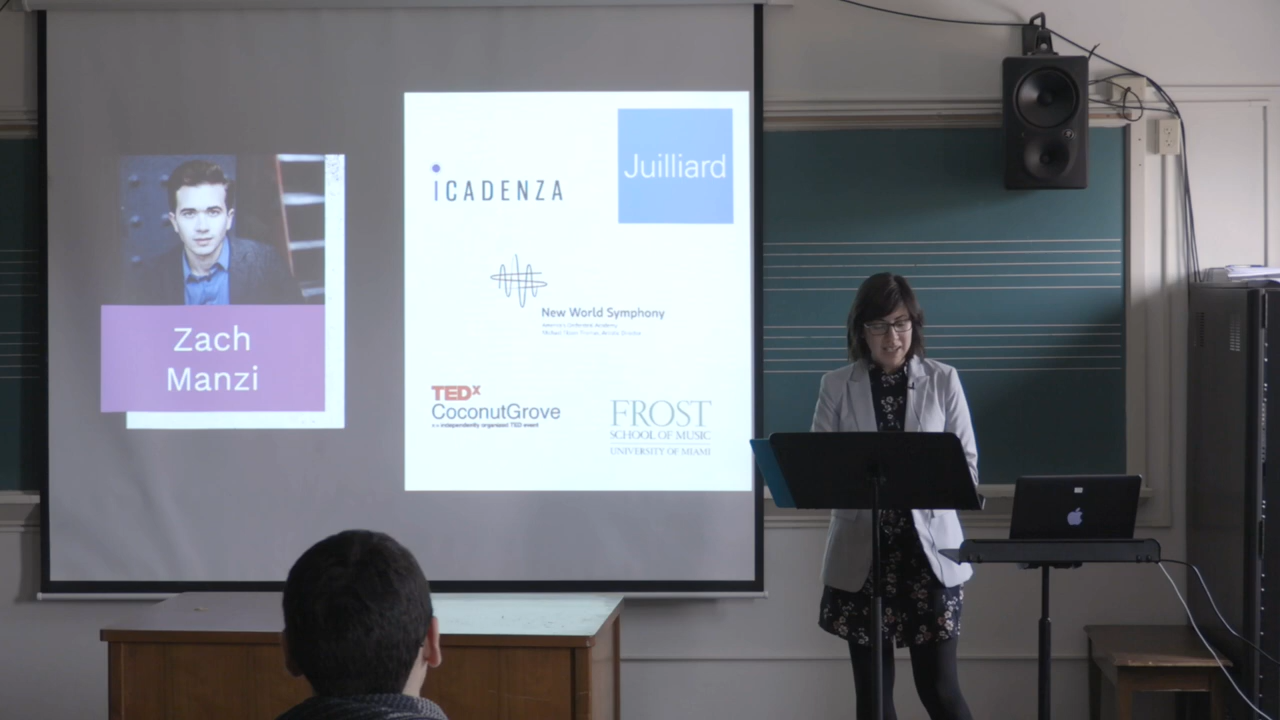 Zach
Manzi
iCADENZA
Juilliard
New World Symphony
TEDx
CoconutGrove
FROST
SCHOOL OF MUSIC
UNIVERSITY OF MIAMI